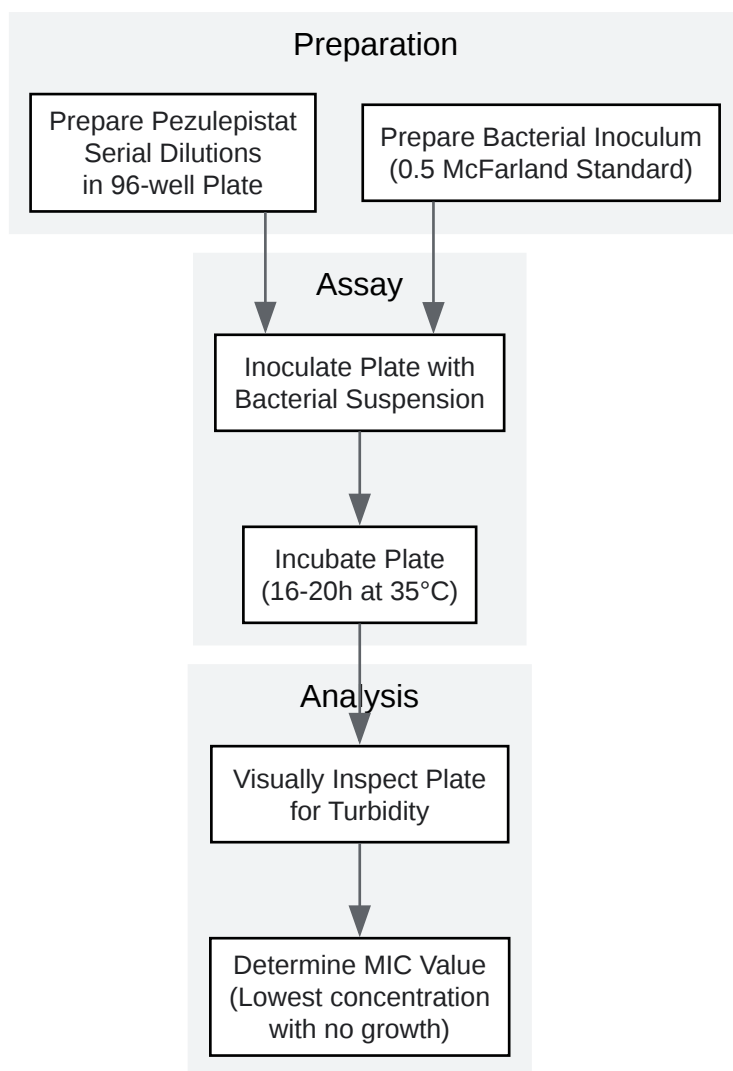 Preparation
Prepare Pezulepistat
Serial Dilutions
in 96-well Plate
Prepare Bacterial Inoculum
(0.5 McFarland Standard)
Assay
Inoculate Plate with
Bacterial Suspension
Incubate Plate
(16-20h at 35°C)
Analysis
Visually Inspect Plate
for Turbidity
Determine MIC Value
(Lowest concentration
with no growth)